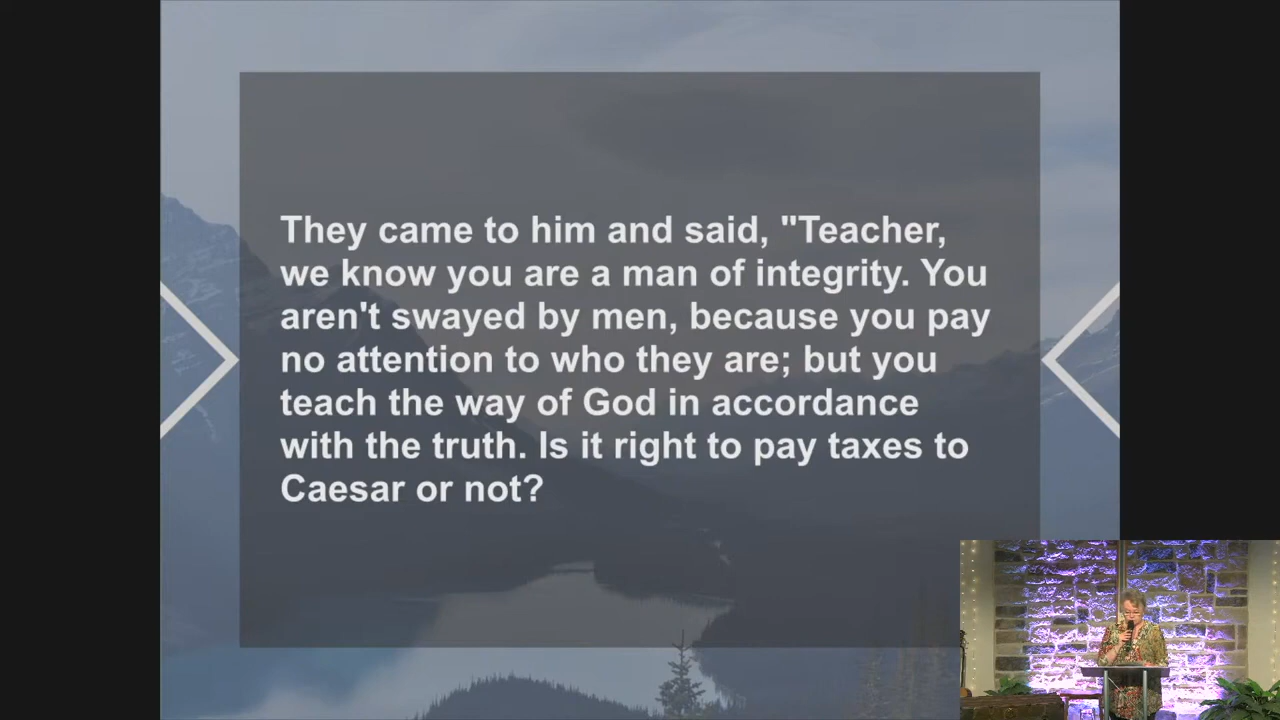 They came to him and said, "Teacher,
we know you are a man of integrity. You
aren't swayed by men, because you pay
no attention to who they are; but you
teach the way of God in accordance
with the truth. Is it right to pay taxes to
Caesar or not?